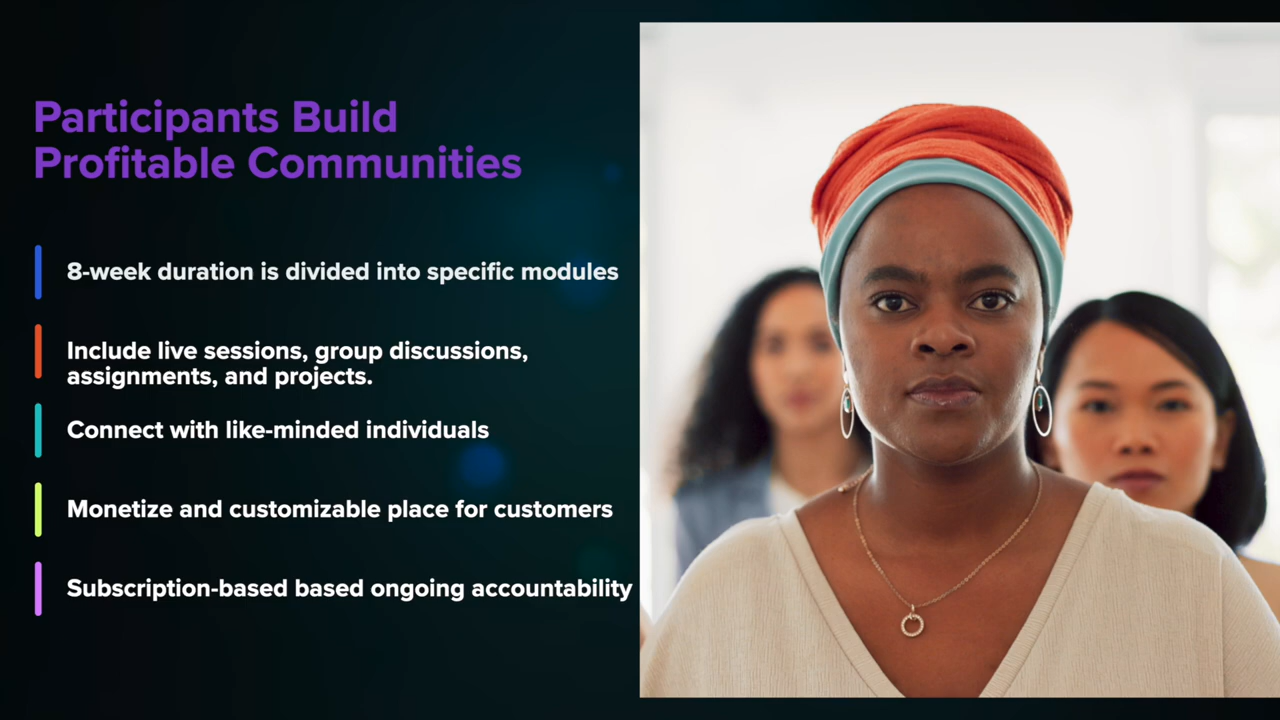 Participants Build
Profitable Communities
8-week duration is divided into specific modules
Include live sessions, group discussions,
assignments, and projects.
Connect with like-minded individuals
Monetize and customizable place for customers
Subscription-based based ongoing accountability